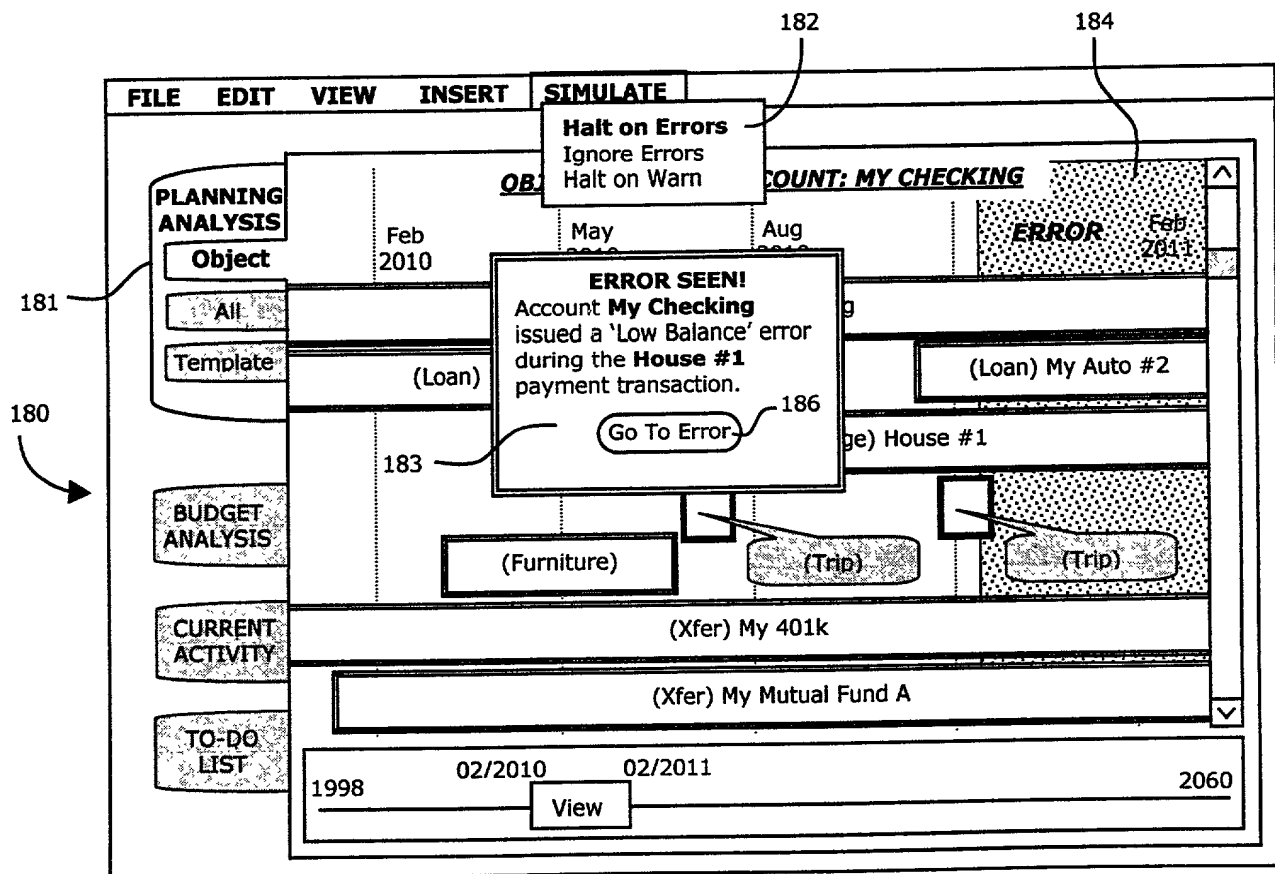 182
184
FILE EDIT VIEW INSERT SIMULATE
Halt on Errors
Ignore Errors
Halt on Warn
OB COUNT: MY CHECKING
PLANNING
ANALYSIS
Object
All
Template
181
180
Feb
2010
May
Aug
ERROR
Feb
2011
ERROR SEEN!
Account My Checking
issued a ‘Low Balance’ error
during the House #1
payment transaction.
Go To Error
186
183
g
(Loan)
(Loan) My Auto #2
ge) House #1
BUDGET
ANALYSIS
(Furniture)
(Trip)
(Trip)
CURRENT
ACTIVITY
(Xfer) My 401k
(Xfer) My Mutual Fund A
TO-DO
LIST
02/2010 02/2011
1998
2060
View